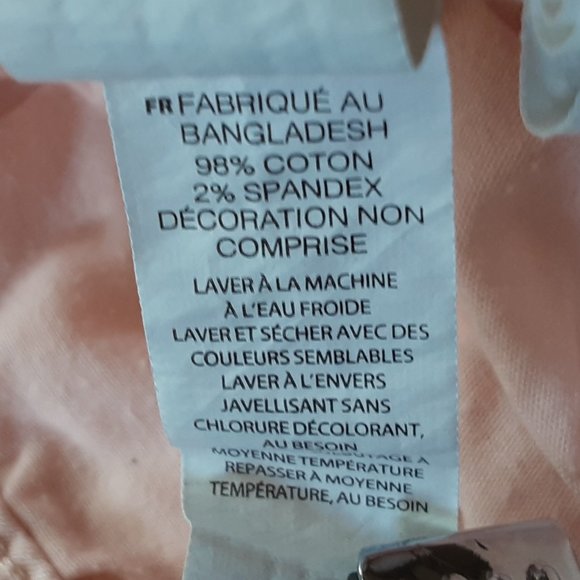 FR FABRIQUÉ AU
BANGLADESH
98% COTON
2% SPANDEX
DÉCORATION NON
COMPRISE
LAVER À LA MACHINE
À L'EAU FROIDE
LAVER ET SÉCHER AVEC DES
COULEURS SEMBLABLES
LAVER À L'ENVERS
JAVELLISANT SANS
CHLORURE DÉCOLORANT,
AU BESOIN
À
MOYENNE TEMPÉRATURE
REPASSER À MOYENNE
TEMPÉRATURE, AU BESOIN